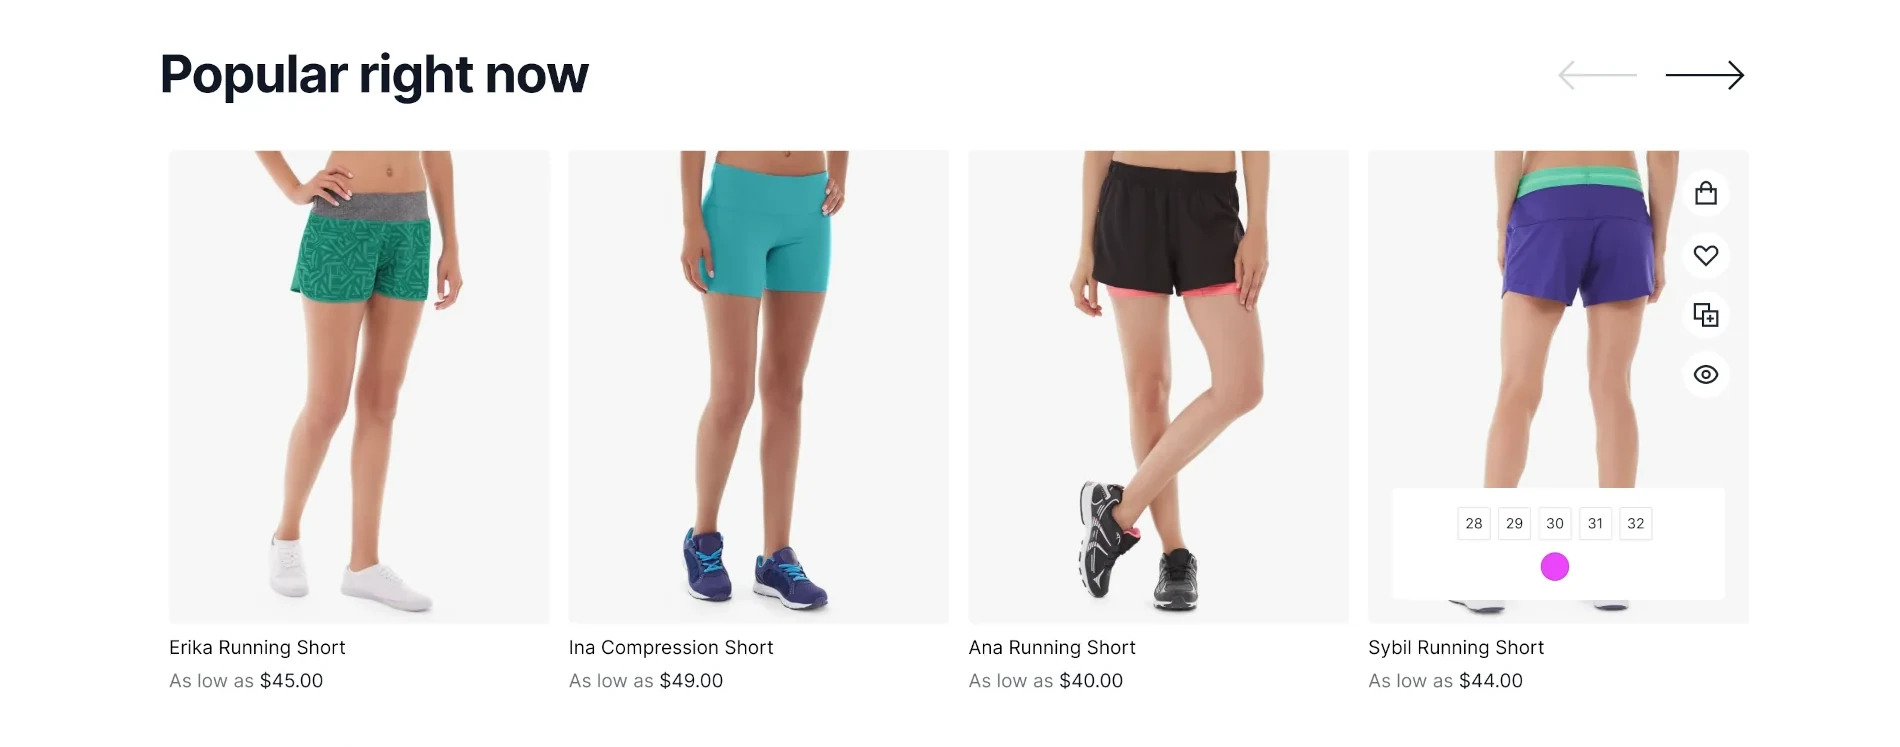 Popular right now
28 29 30 31 32
Erika Running Short
As low as $45.00
Ina Compression Short
As low as $49.00
Ana Running Short
As low as $40.00
Sybil Running Short
As low as $44.00